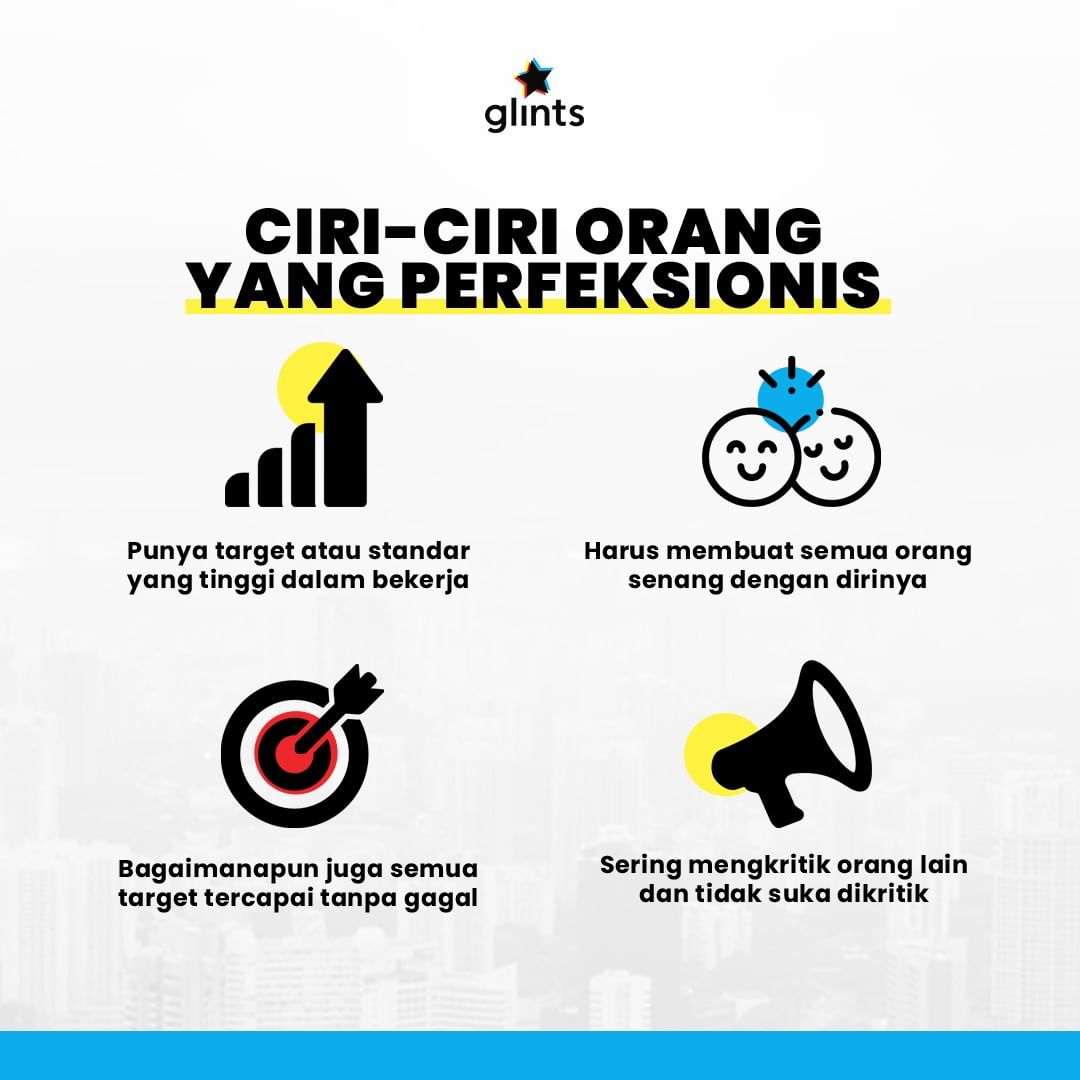 glints
CIRI-CIRI ORANG
YANG PERFEKSIONIS
Punya target atau standar
yang tinggi dalam bekerja
Harus membuat semua orang
senang dengan dirinya
Bagaimanapun juga semua
target tercapai tanpa gagal
Sering mengkritik orang lain
dan tidak suka dikritik